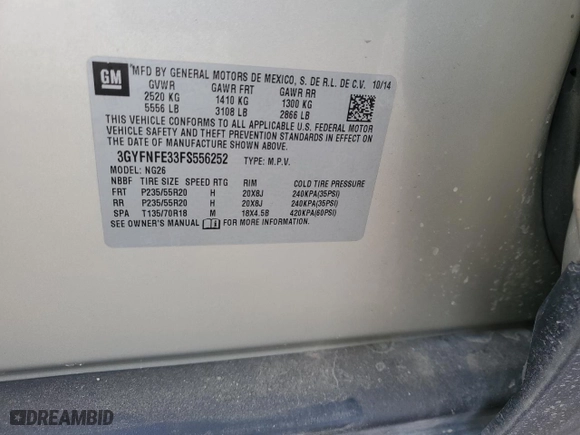 GM
*MFD BY GENERAL MOTORS DE MEXICO, S. DE R.L. DE C.V. 10/14
GVWR GAWR FRT GAWR RR
2520 KG 1410 KG 1300 KG
5556 LB 3108 LB 2866 LB
THIS VEHICLE CONFORMS TO ALL APPLICABLE U.S. FEDERAL MOTOR
VEHICLE SAFETY AND THEFT PREVENTION STANDARDS IN EFFECT ON
THE DATE OF MANUFACTURE SHOWN ABOVE.
3GYFNFE33FS556252 TYPE: M.P.V.
MODEL: NG26
NBBF TIRE SIZE SPEED RTG RIM COLD TIRE PRESSURE
FRT P235/55R20 H 20X8J 240KPA(35PSI)
RR P235/55R20 H 20X8J 240KPA(35PSI)
SPA T135/70R18 M 18X4.5B 420KPA(60PSI)
SEE OWNER'S MANUAL FOR MORE INFORMATION.
DREAMBID